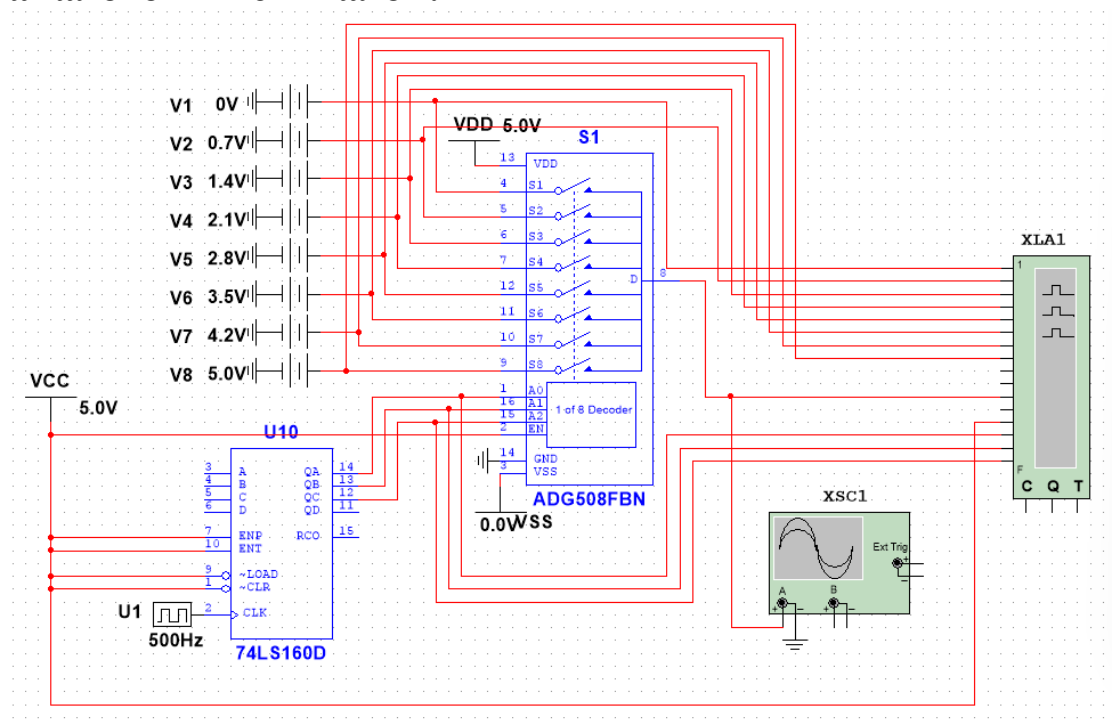 V1 0V
V2 0.7V
V3 1.4V
V4 2.1V
V5 2.8V
V6 3.5V
V7 4.2V
V8 5.0V
VDD 5.0V
S1
13 VDD
4 S1
5 S2
6 S3
7 S4
12 S5
11 S6
10 S7
9 S8
D 8
1 A0
16 A1
15 A2
2 EN
1 of 8 Decoder
14 GND
3 VSS
ADG508FBN
0.0V VSS
VCC
5.0V
U10
3 A QA 14
4 B QB 13
5 C QC 12
6 D QD 11
7 ENP RCO 15
10 ENT
9 ~LOAD
1 ~CLR
2 CLK
U1
500Hz
74LS160D
XLA1
1
F
C Q T
XSC1
Ext Trig
+
−
A B
+ − + −